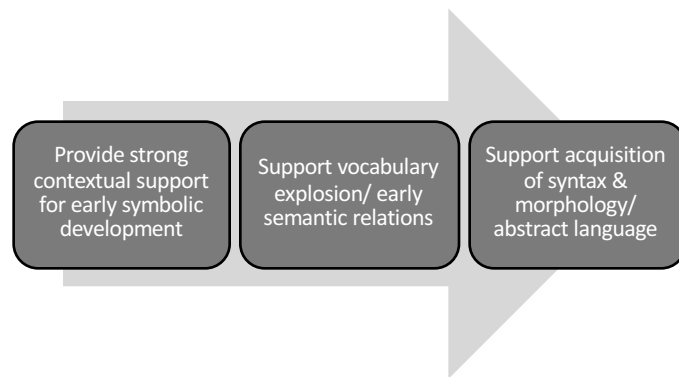 Provide strong
contextual support
for early symbolic
development
Support vocabulary
explosion/ early
semantic relations
Support acquisition
of syntax &
morphology/
abstract language